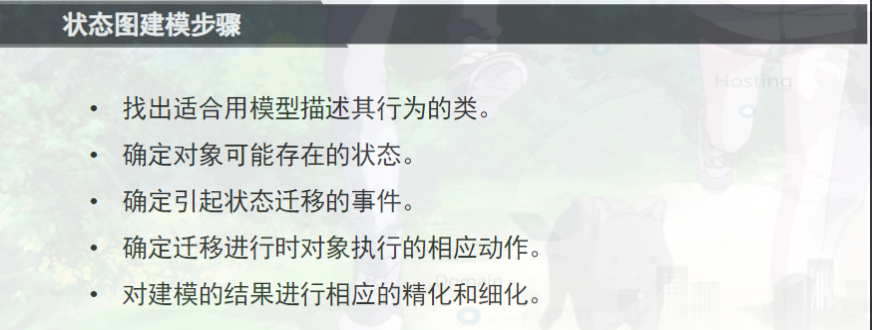 状态图建模步骤
Hosting
• 找出适合用模型描述其行为的类。
• 确定对象可能存在的状态。
• 确定引起状态迁移的事件。
• 确定迁移进行时对象执行的相应动作。
Domain
• 对建模的结果进行相应的精化和细化。